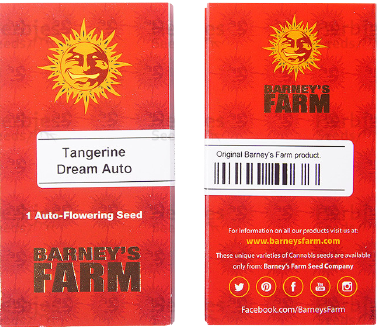 Tangerine
Dream Auto
1 Auto-Flowering Seed
BARNEY'S
FARM
BARNEY'S
FARM
Original Barney's Farm product.
For information on all our products visit us at:
www.barneysfarm.com
These unique varieties of Cannabis seeds are available
only from: Barney's Farm Seed Company
You
Tube
Facebook.com/BarneysFarm